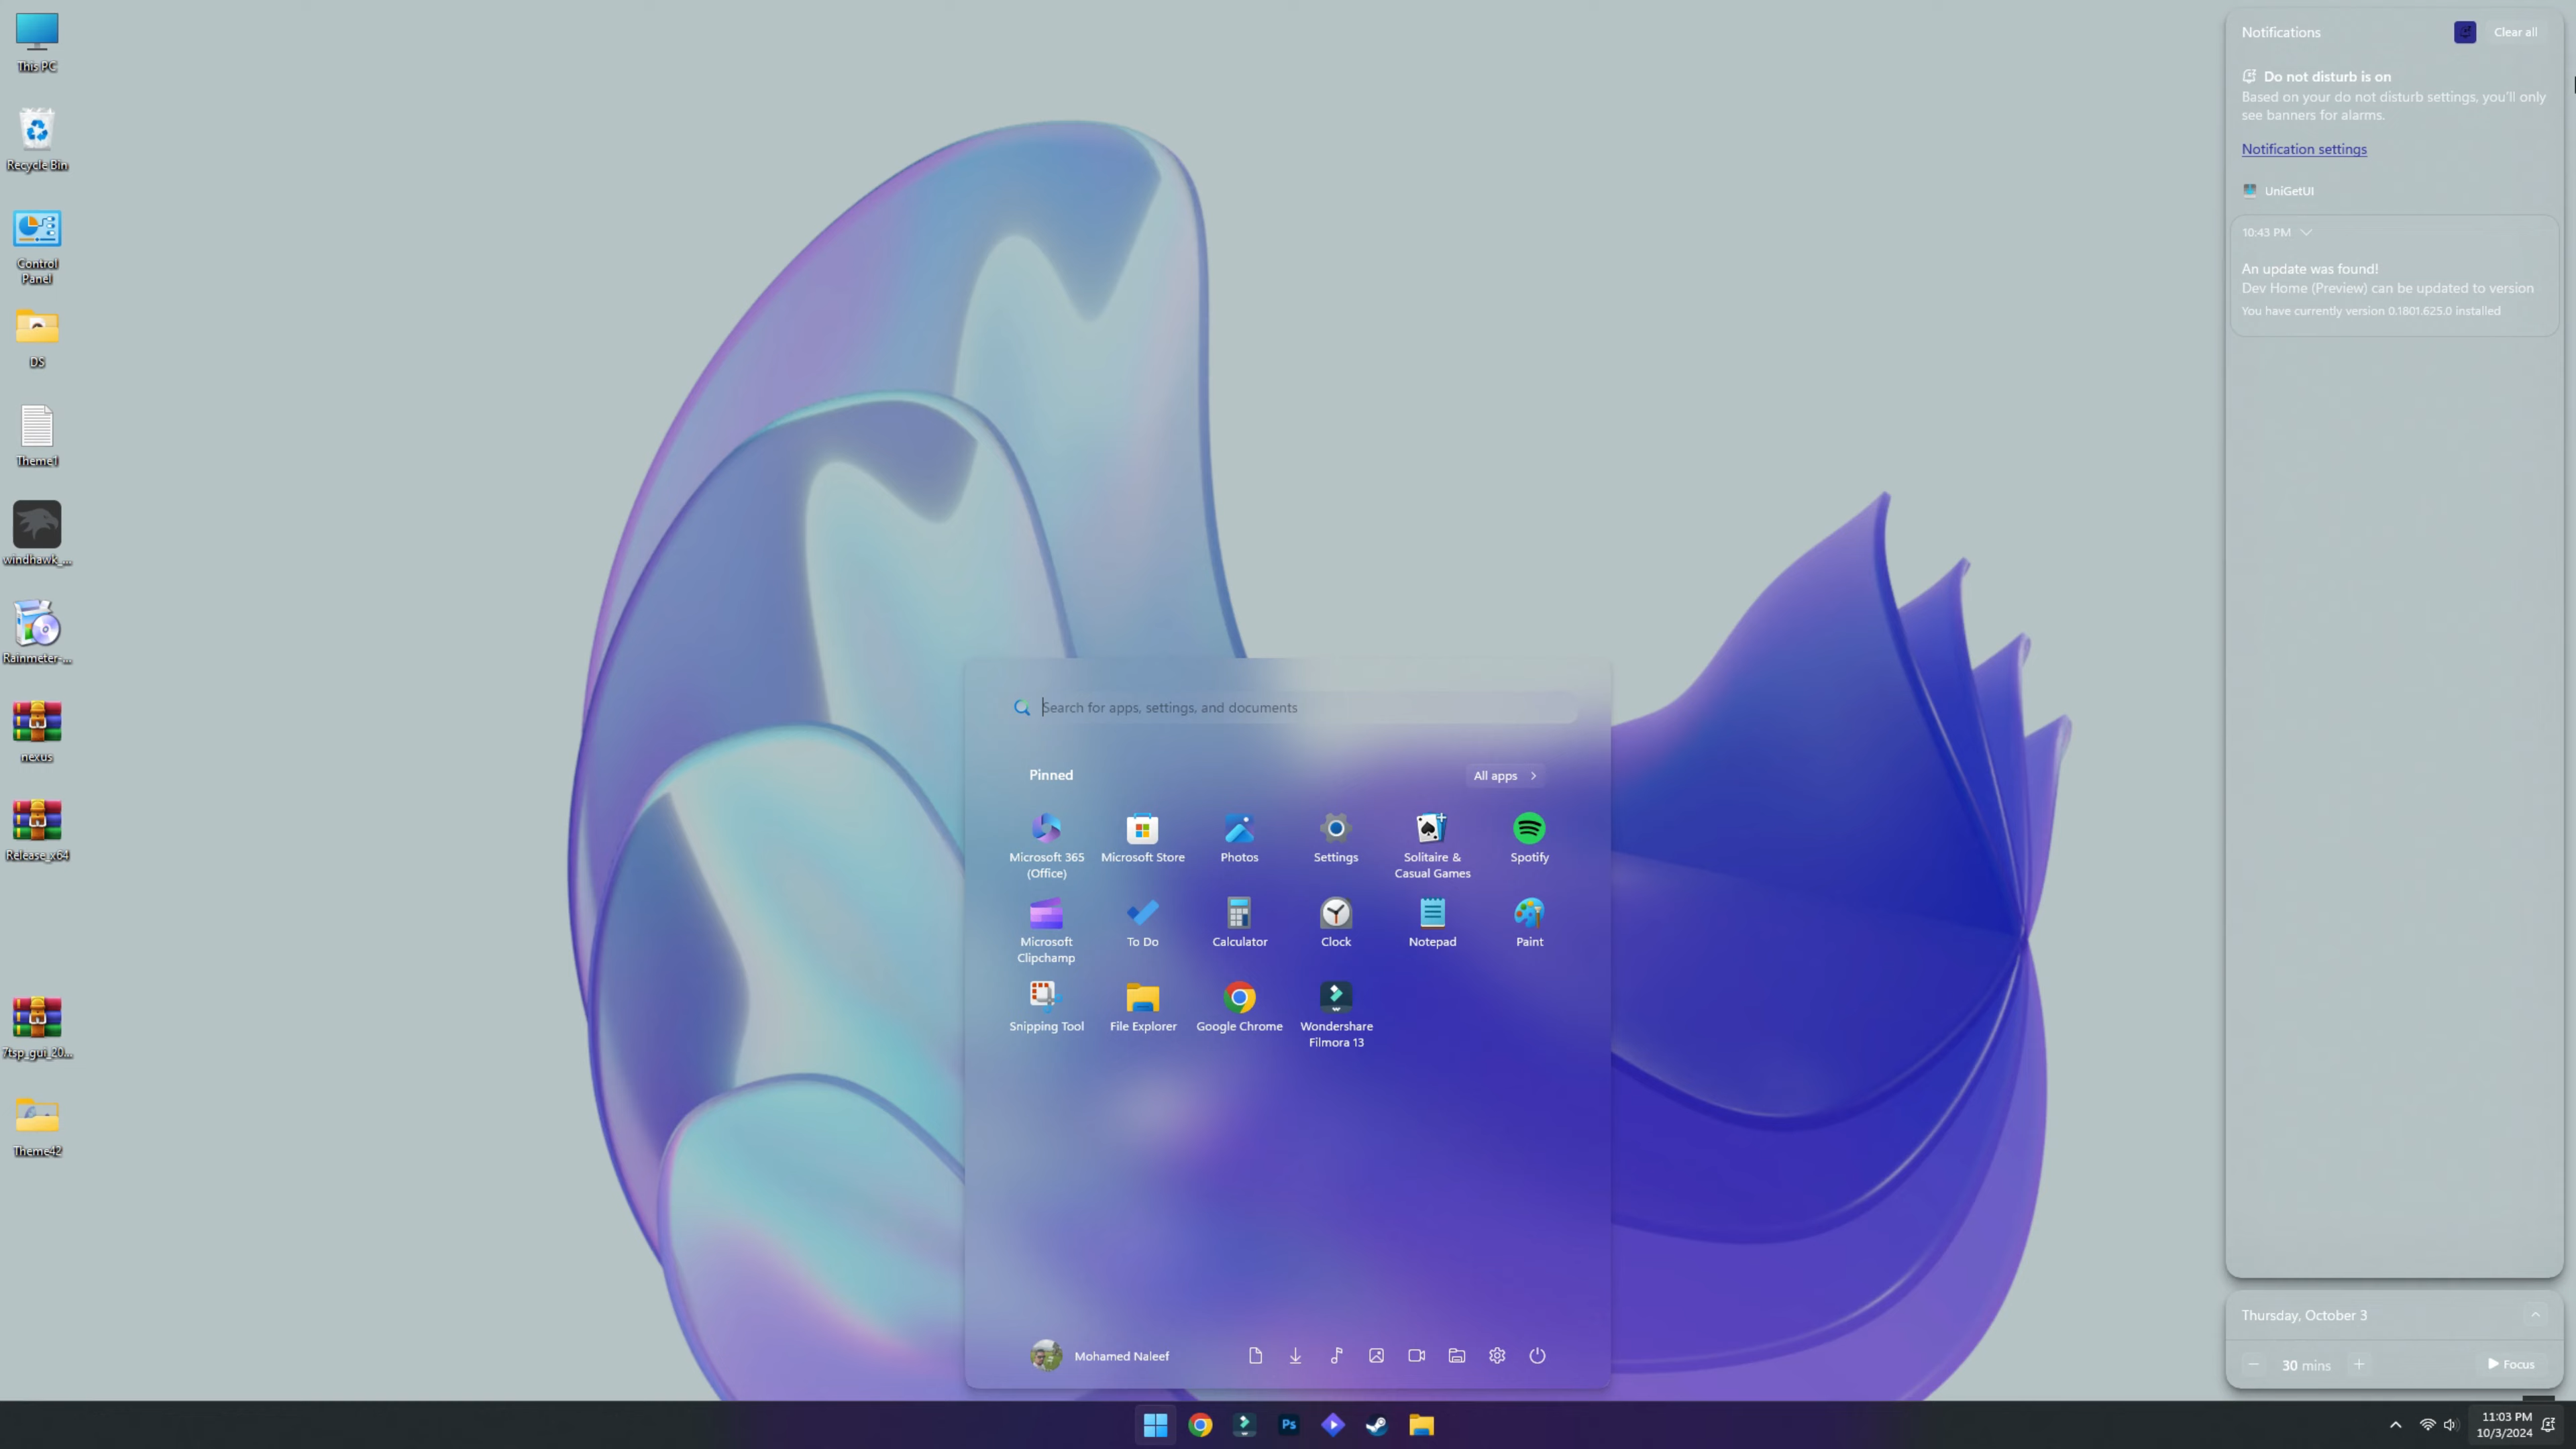 This PC
Recycle Bin
Control
Panel
DS
Theme1
windhawk_...
Rainmeter-...
nexus
Release_x64
7tsp_gui_20...
Theme42
Search for apps, settings, and documents
Pinned
All apps
Microsoft 365
(Office)
Microsoft Store
Photos
Settings
Solitaire &
Casual Games
Spotify
Microsoft
Clipchamp
To Do
Calculator
Clock
Notepad
Paint
Snipping Tool
File Explorer
Google Chrome
Wondershare
Filmora 13
Mohamed Naleef
Notifications
Clear all
Do not disturb is on
Based on your do not disturb settings, you'll only
see banners for alarms.
Notification settings
UniGetUI
10:43 PM
An update was found!
Dev Home (Preview) can be updated to version
You have currently version 0.1801.625.0 installed
Thursday, October 3
30 mins
Focus
Ps
11:03 PM
10/3/2024